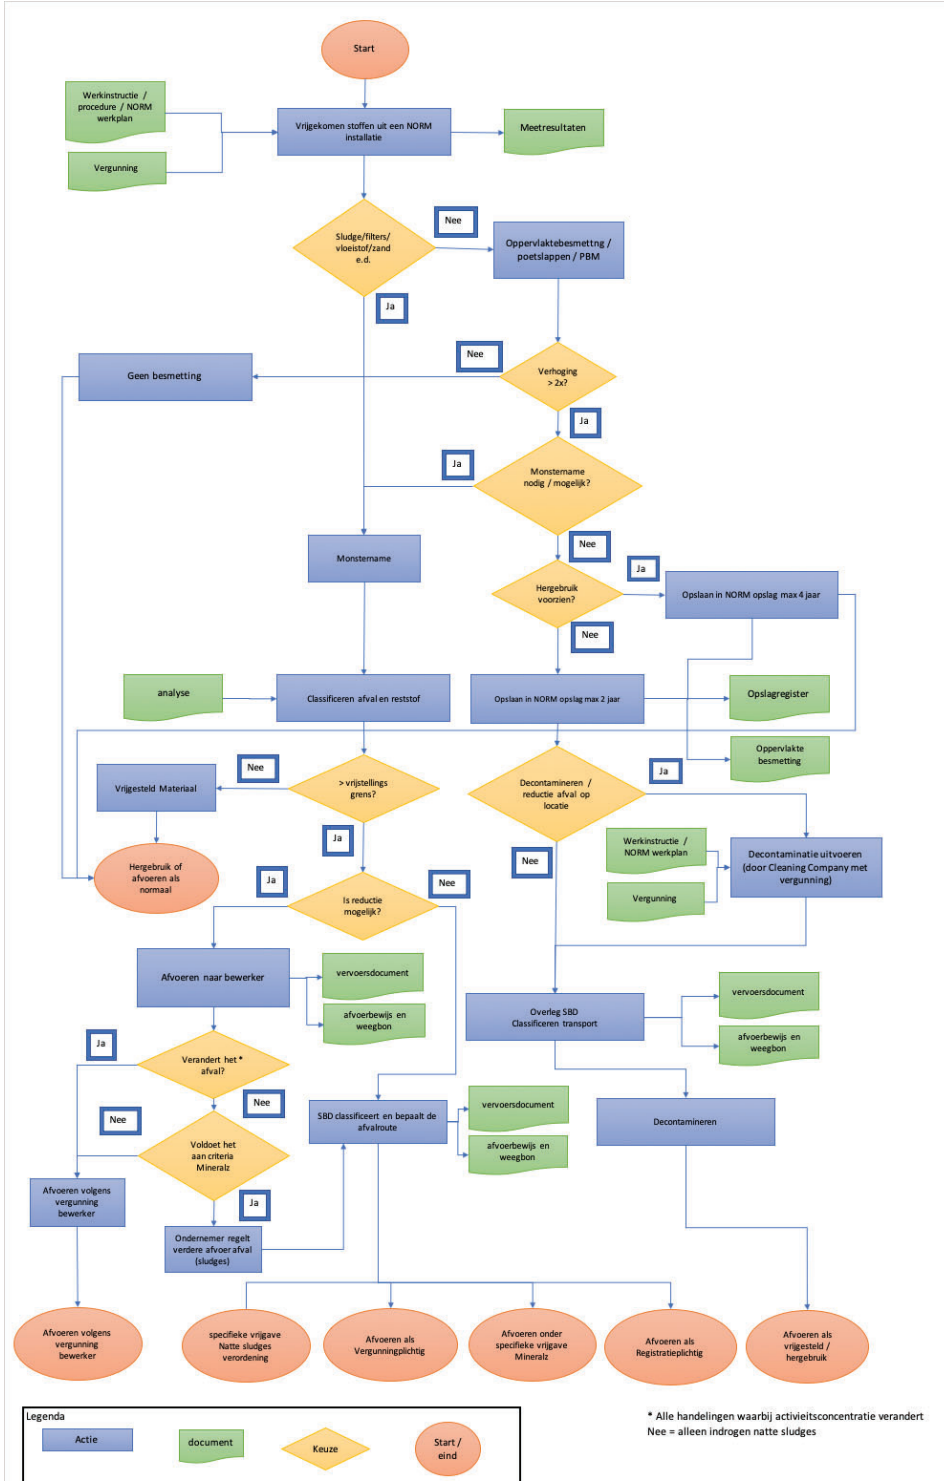 Start
Werkinstructie /
procedure / NORM
werkplan
Vrijgekomen stoffen uit een NORM
installatie
Meetresultaten
Vergunning
Nee
Sludge/filters/
vloeistof/zand
e.d.
Oppervlaktebesmettng /
poetslappen / PBM
Ja
Nee
Geen besmetting
Verhoging
> 2x?
Ja
Ja
Monstername
nodig / mogelijk?
Nee
Monstername
Ja
Hergebruik
voorzien?
Opslaan in NORM opslag max 4 jaar
Nee
analyse
Classificeren afval en reststof
Opslaan in NORM opslag max 2 jaar
Opslagregister
Oppervlakte
besmetting
Nee
Ja
Vrijgesteld Materiaal
> vrijstellings
grens?
Decontamineren /
reductie afval op
locatie
Ja
Werkinstructie /
NORM werkplan
Decontaminatie uitvoeren
(door Cleaning Company met
vergunning)
Nee
Hergebruik of
afvoeren als
normaal
Ja
Nee
Vergunning
Is reductie
mogelijk?
Afvoeren naar bewerker
vervoersdocument
afvoerbewijs en
weegbon
Overleg SBD
Classificeren transport
vervoersdocument
afvoerbewijs en
weegbon
Ja
Verandert het *
afval?
Nee
Nee
SBD classificeert en bepaalt de
afvalroute
vervoersdocument
afvoerbewijs en
weegbon
Decontamineren
Voldoet het
aan criteria
Mineralz
Afvoeren volgens
vergunning
bewerker
Ja
Ondernemer regelt
verdere afvoer afval
(sludges)
Afvoeren volgens
vergunning
bewerker
specifieke vrijgave
Natte sludges
verordening
Afvoeren als
Vergunningplichtig
Afvoeren onder
specifieke vrijgave
Mineralz
Afvoeren als
Registratieplichtig
Afvoeren als
vrijgesteld /
hergebruik
Legenda
Actie
document
Keuze
Start /
eind
* Alle handelingen waarbij activieitsconcentratie verandert
Nee = alleen indrogen natte sludges